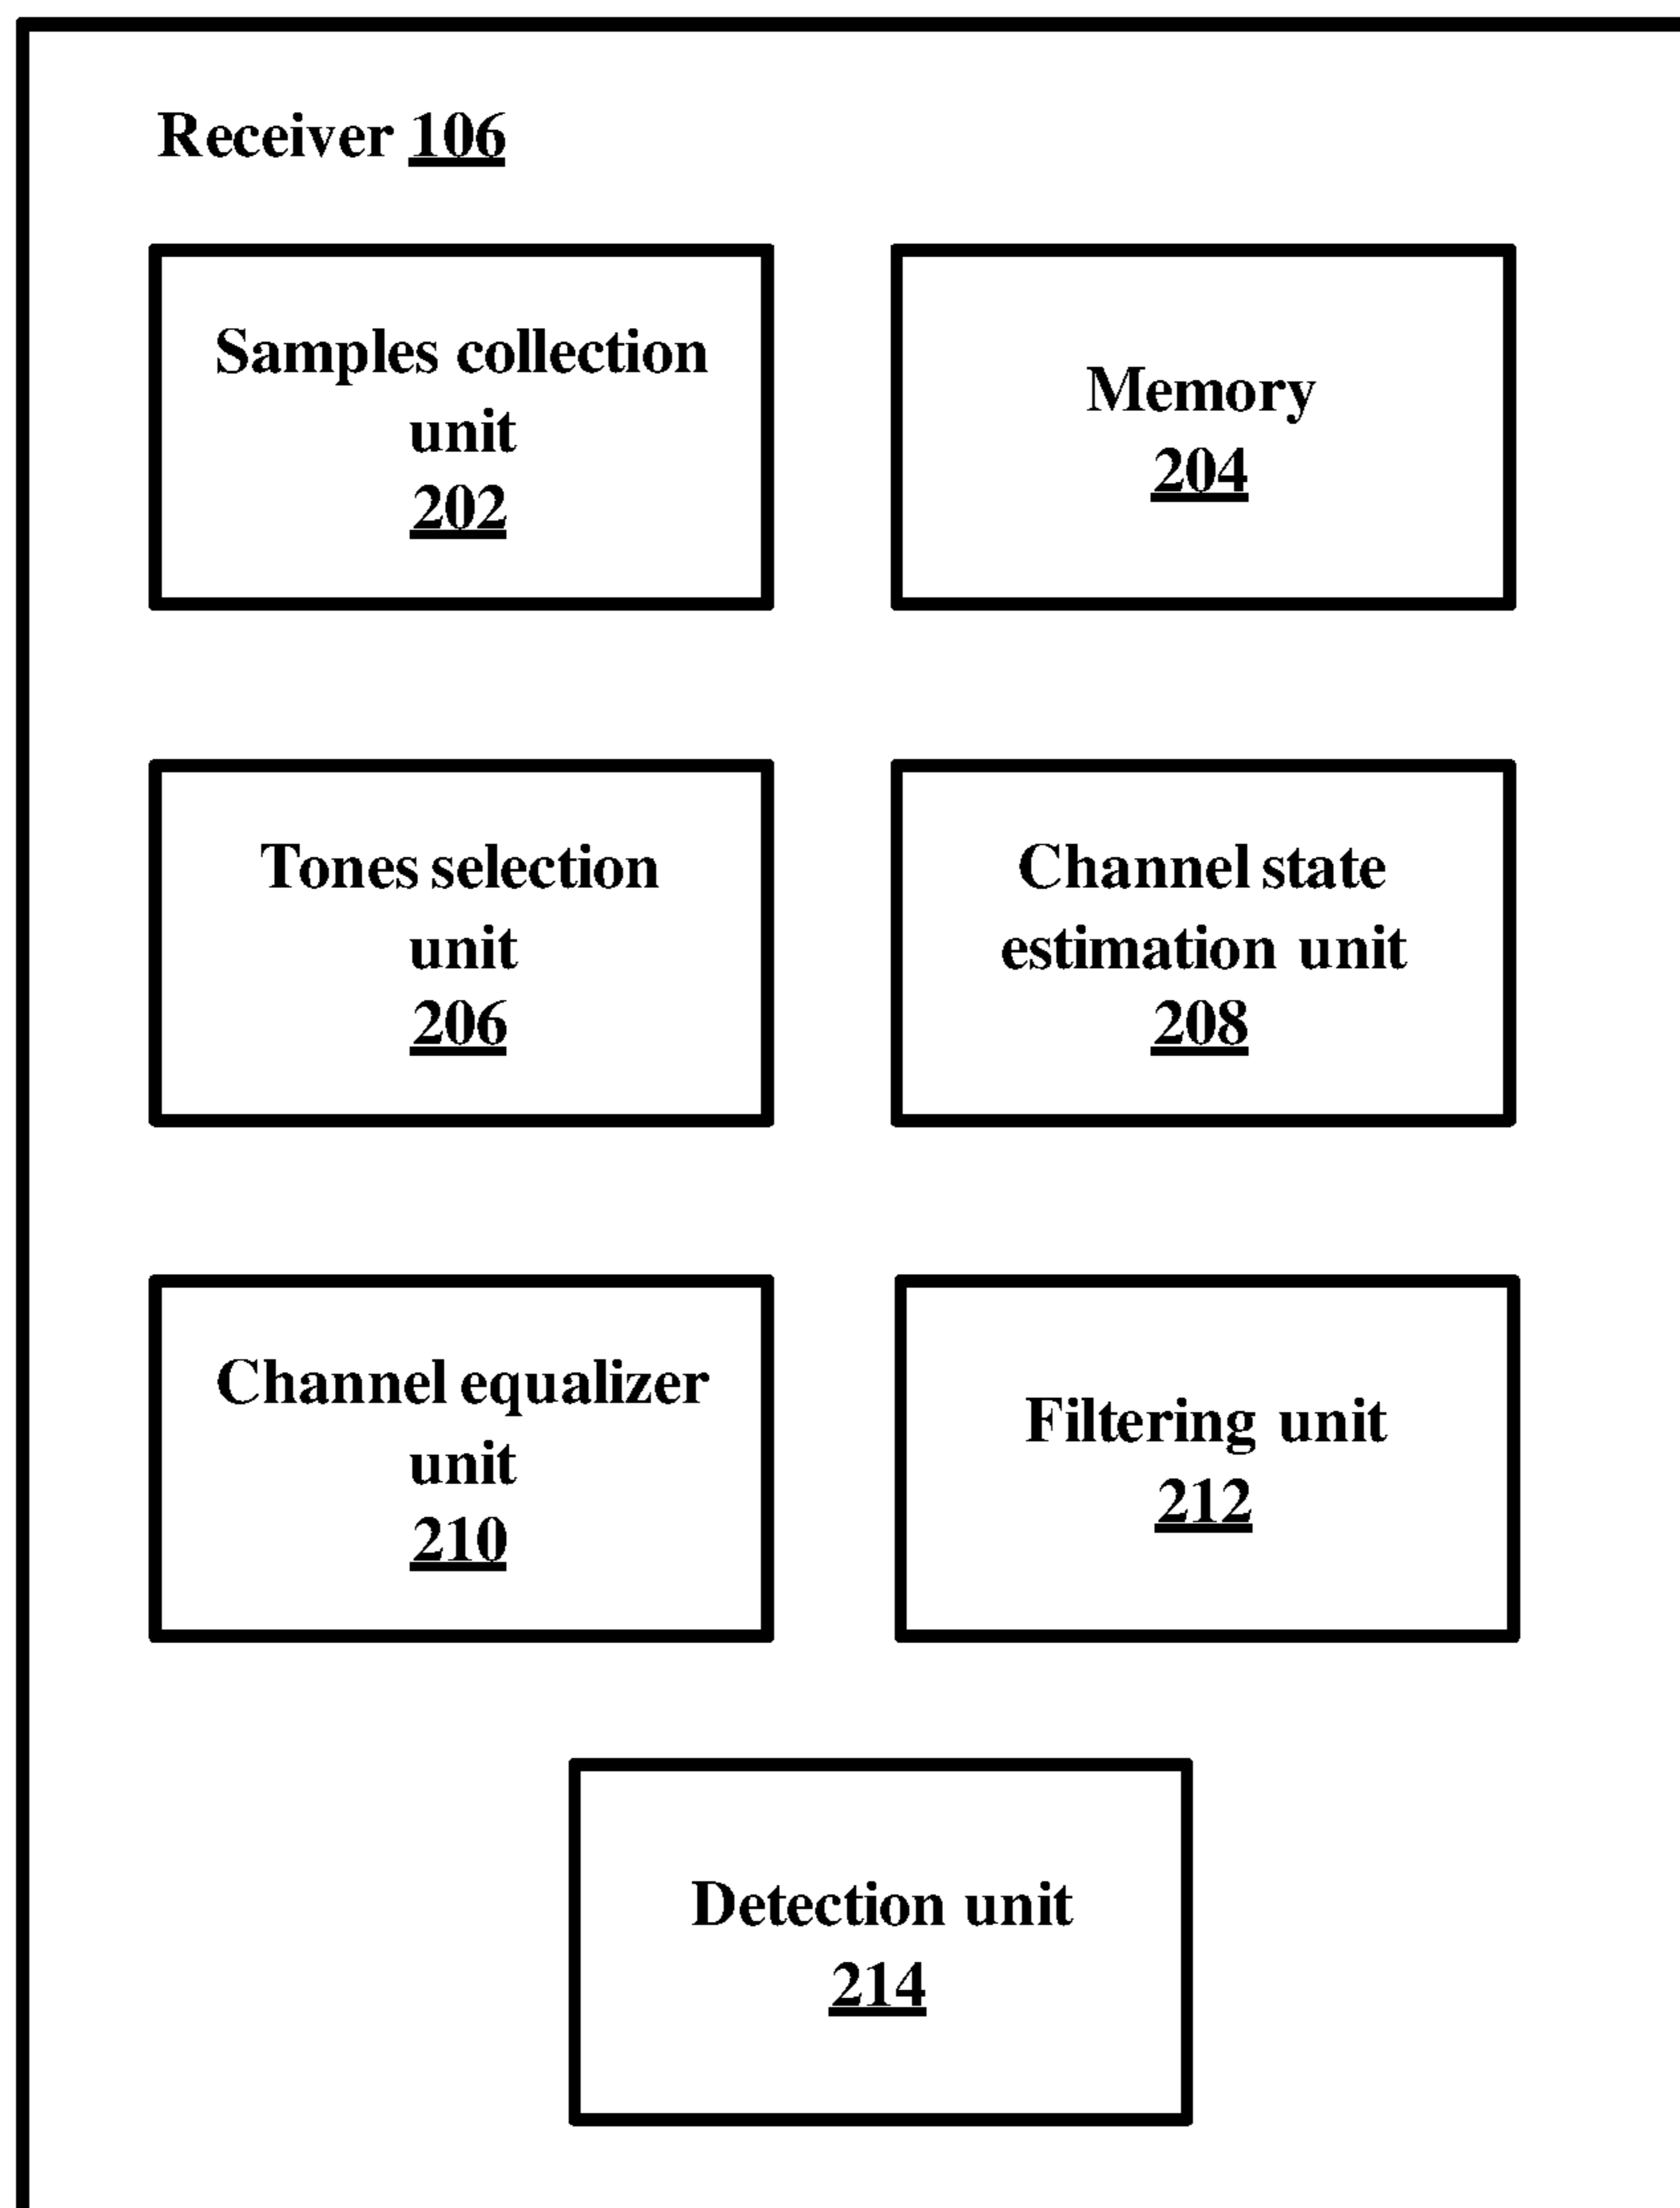 Receiver 106
Samples collection
unit
202
Memory
204
Tones selection
unit
206
Channel state
estimation unit
208
Channel equalizer
unit
210
Filtering unit
212
Detection unit
214